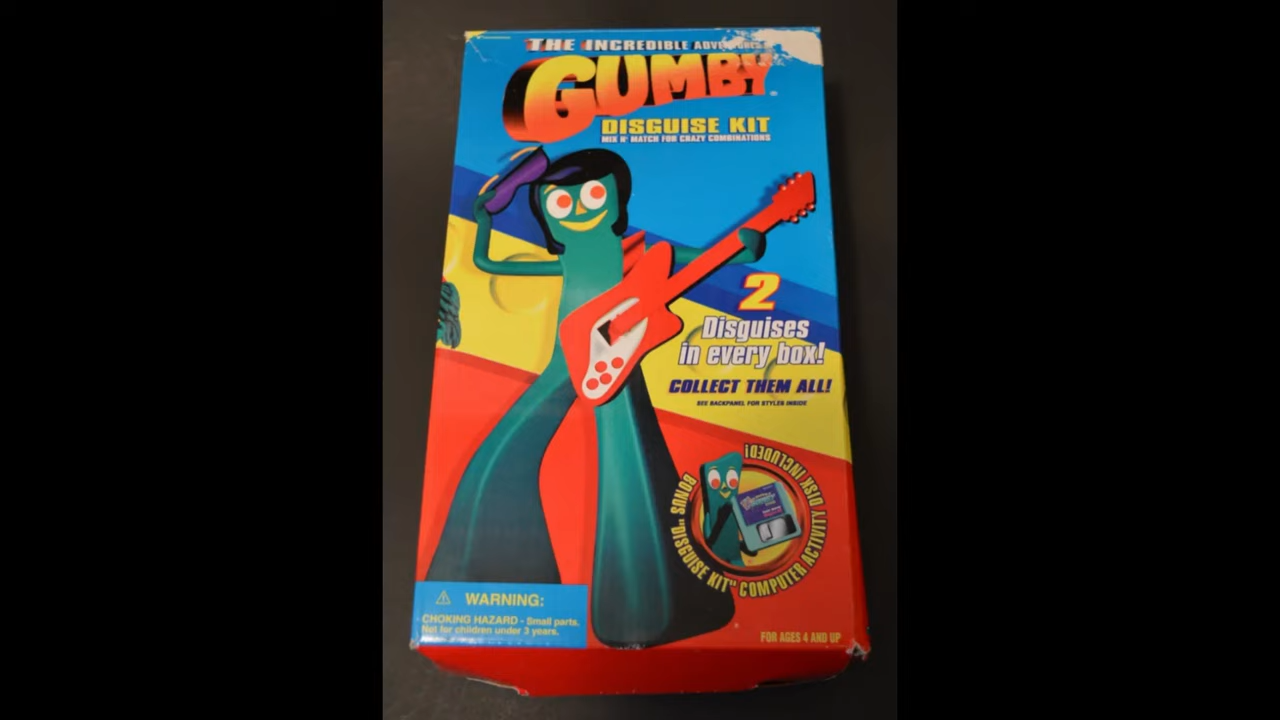 THE INCREDIBLE ADVENTURES
GUMBY
DISGUISE KIT
MIX N' MATCH FOR CRAZY COMBINATIONS
2
Disguises
in every box!
COLLECT THEM ALL!
SEE BACKPANEL FOR STYLES INSIDE
BONUS "DISGUISE KIT" COMPUTER ACTIVITY DISK INCLUDED!
WARNING:
CHOKING HAZARD - Small parts.
Not for children under 3 years.
FOR AGES 4 AND UP